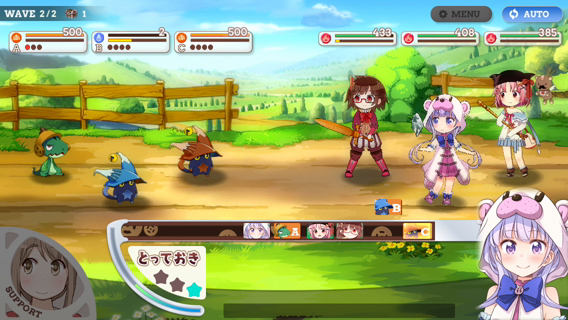 WAVE 2/2 1
MENU
AUTO
500
2
500
433
408
385
A
B
C
B
A
C
とっておき
SUPPORT